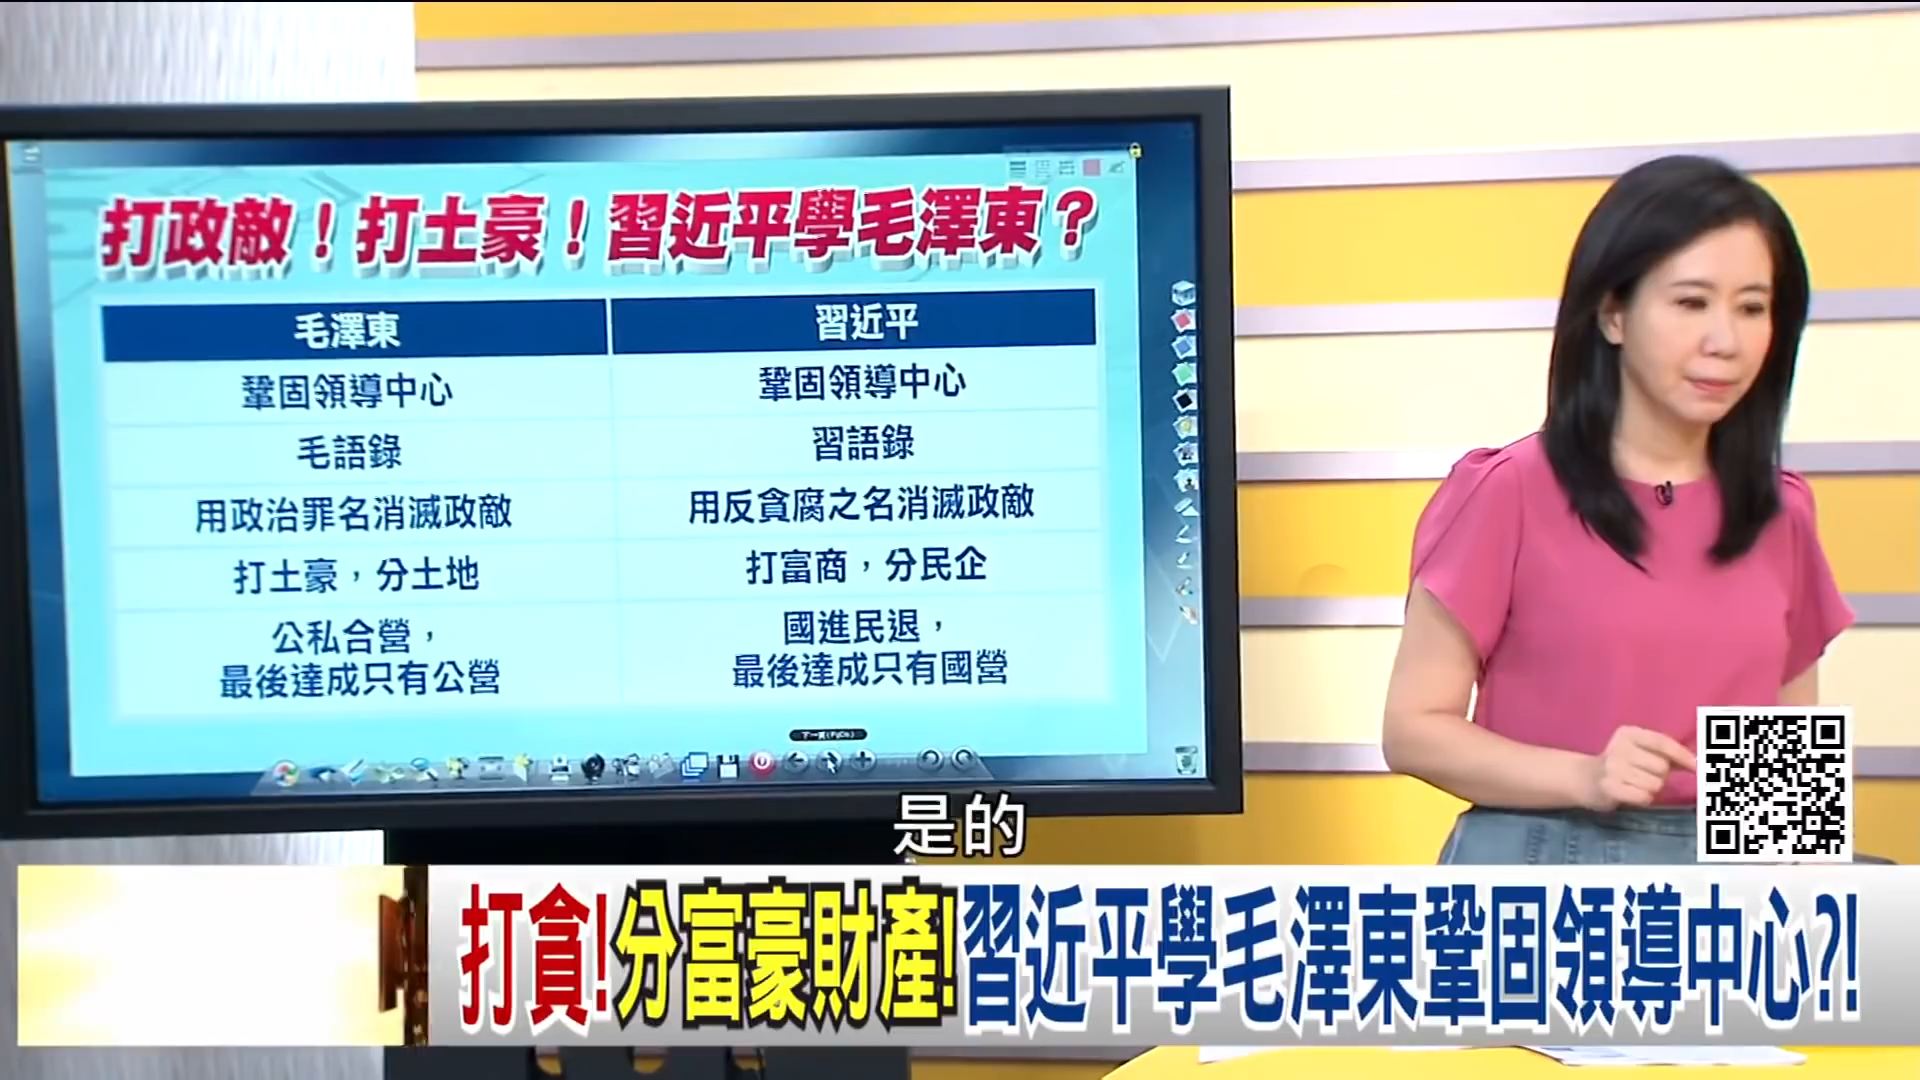 打政敵！打土豪！習近平學毛澤東？
毛澤東 習近平
鞏固領導中心 鞏固領導中心
毛語錄 習語錄
用政治罪名消滅政敵 用反貪腐之名消滅政敵
打土豪，分土地 打富商，分民企
公私合營， 國進民退，
最後達成只有公營 最後達成只有國營
下一頁(PgDn)
是的
打貪!分富豪財產!習近平學毛澤東鞏固領導中心?!